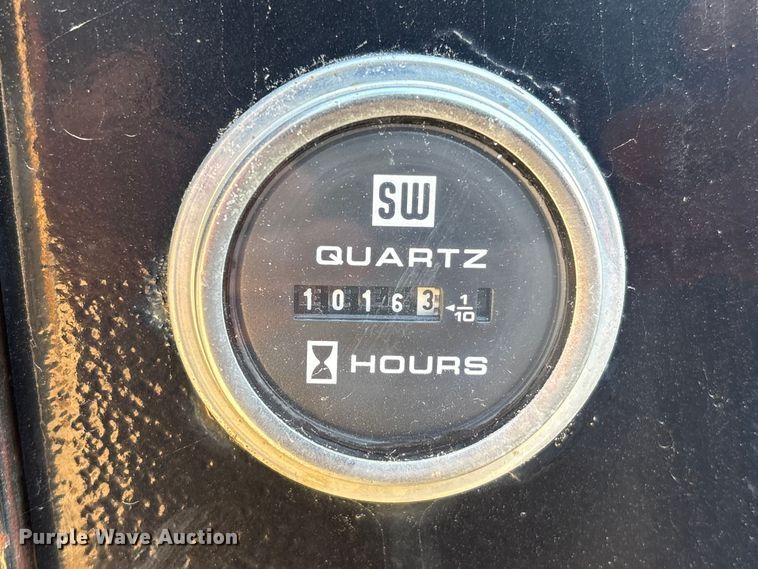 SW
QUARTZ
10163 ◄1/10
HOURS
Purple Wave Auction